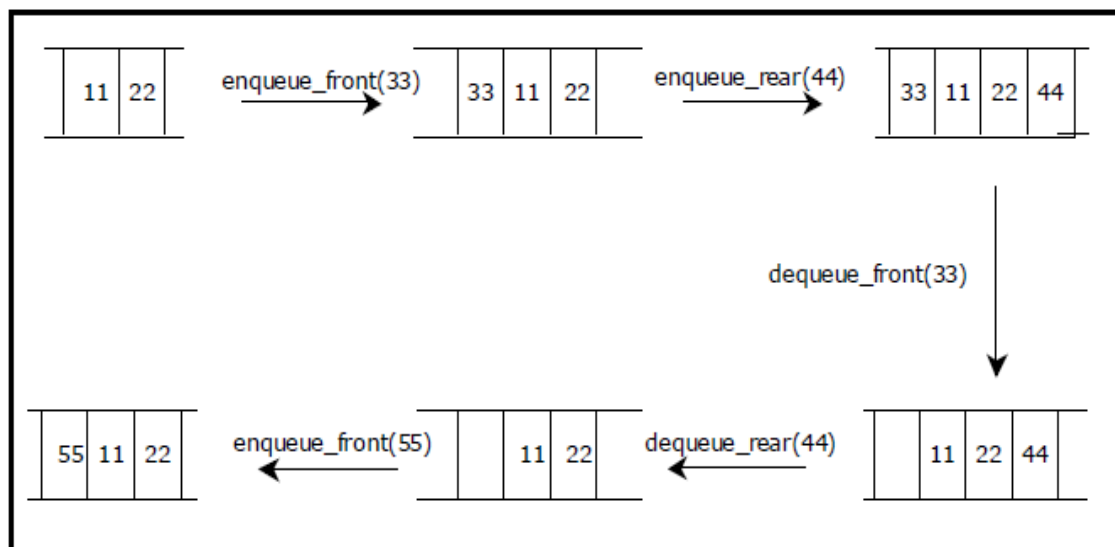 11 22 enqueue_front(33) 33 11 22 enqueue_rear(44) 33 11 22 44
dequeue_front(33)
55 11 22 enqueue_front(55) 11 22 dequeue_rear(44) 11 22 44